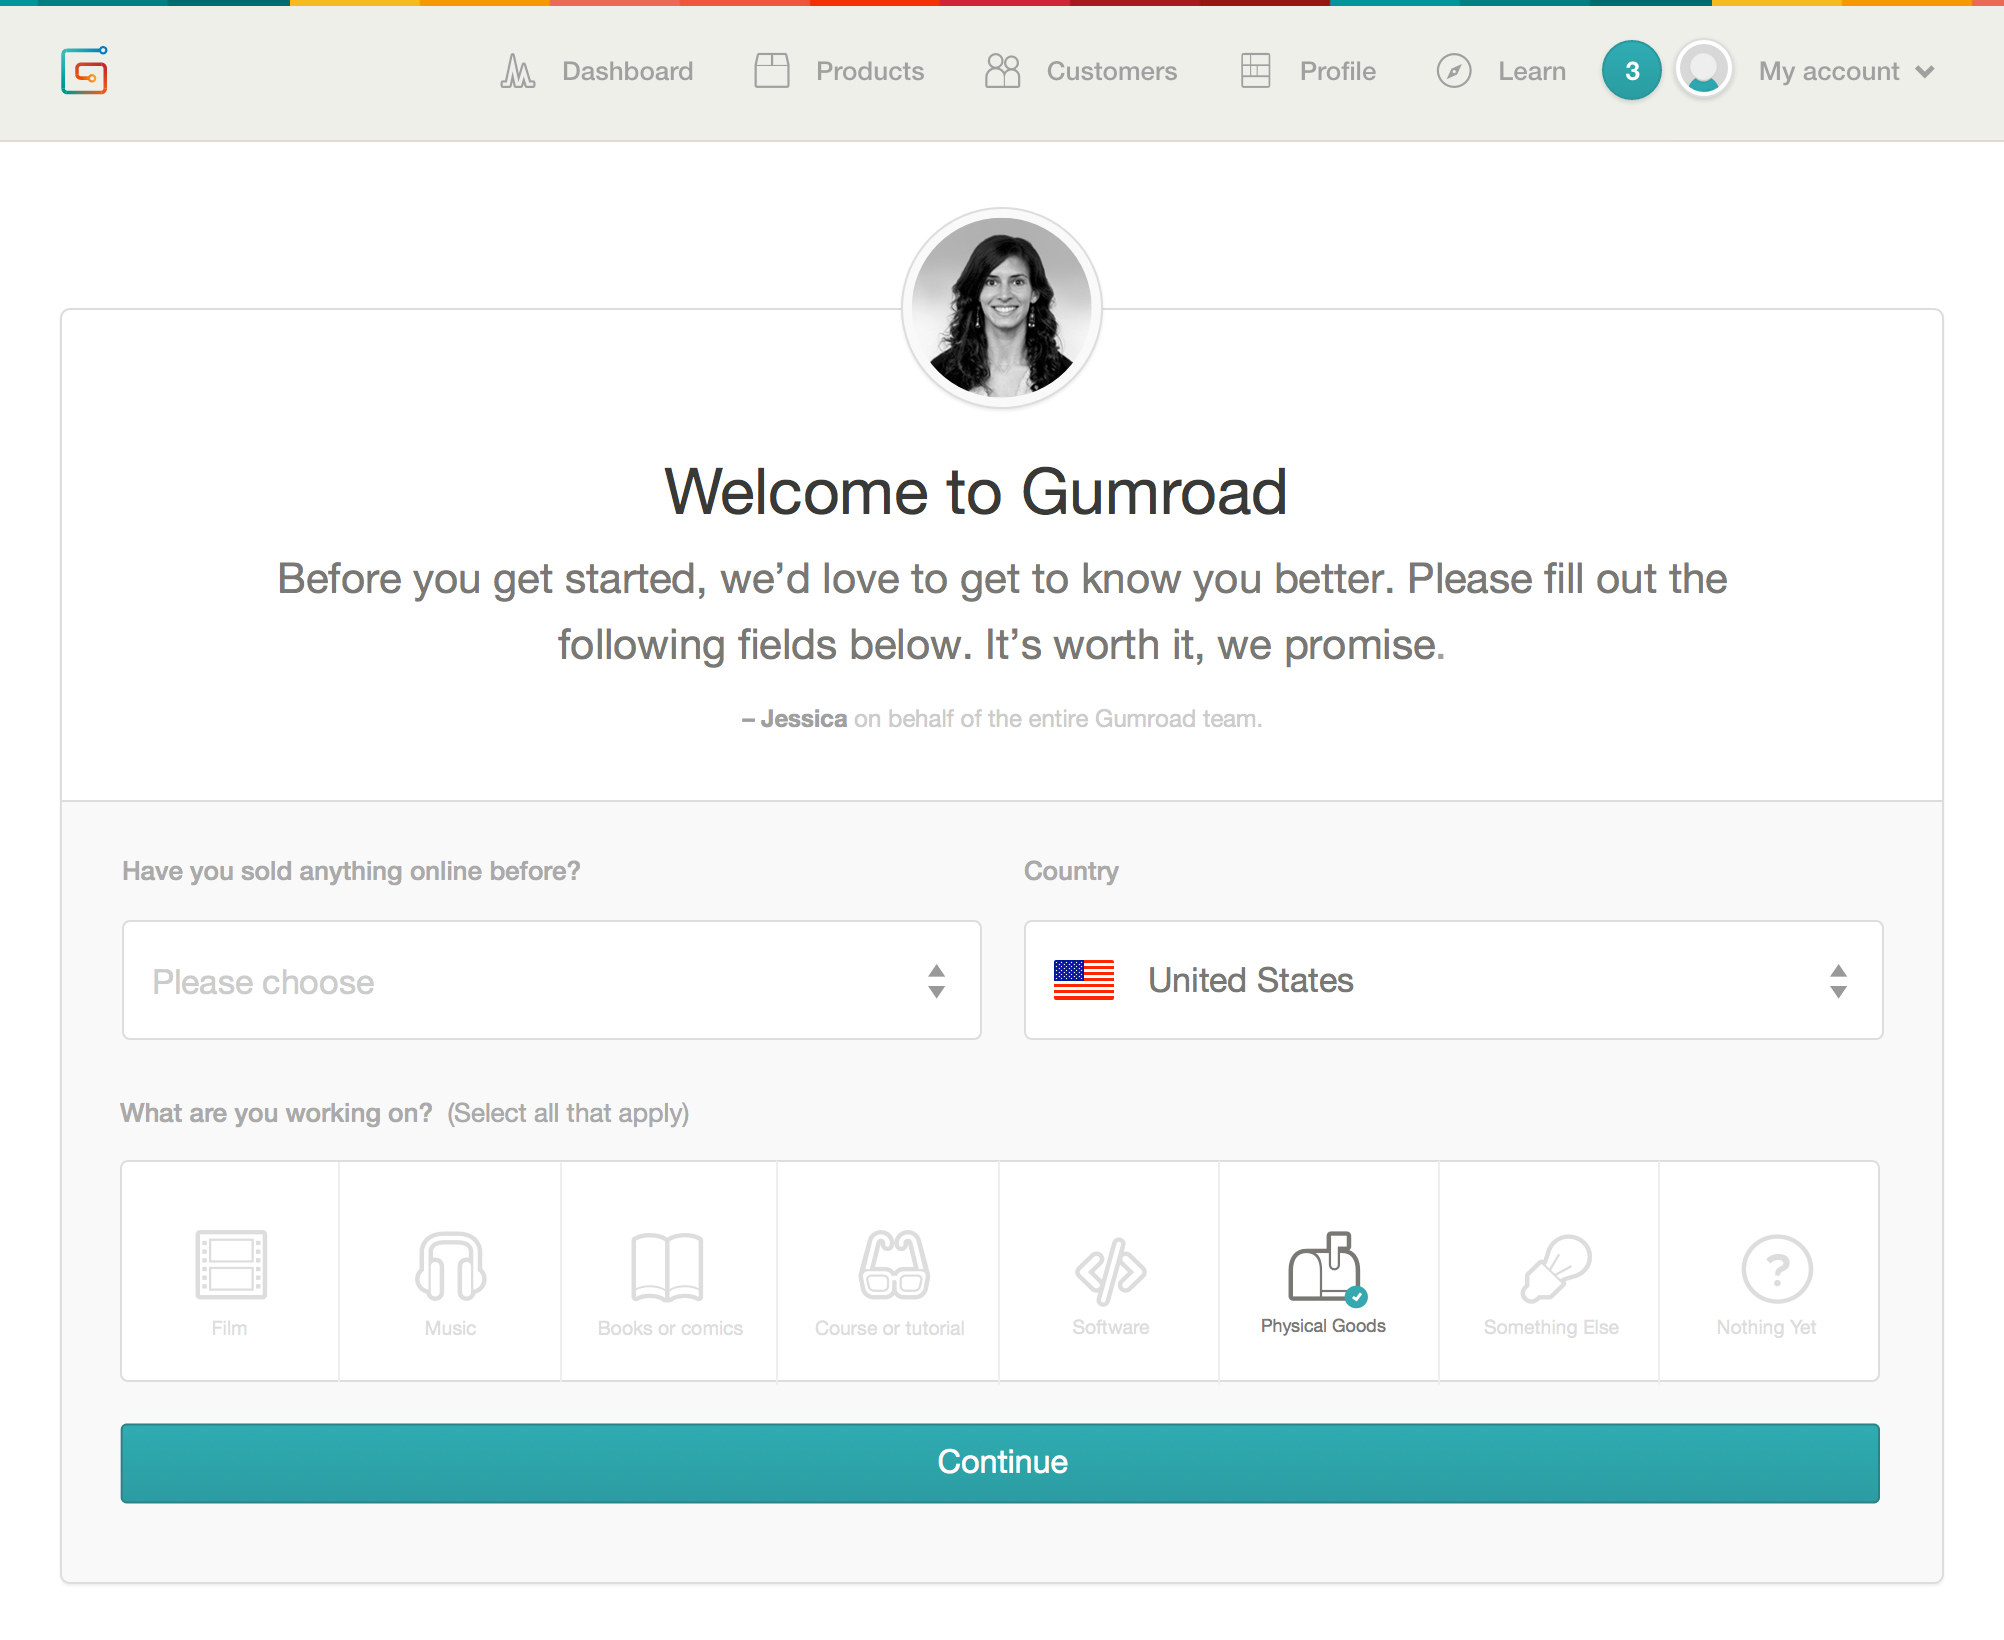 Dashboard
Products
Customers
Profile
Learn
3
My account
Welcome to Gumroad
Before you get started, we’d love to get to know you better. Please fill out the
following fields below. It’s worth it, we promise.
– Jessica on behalf of the entire Gumroad team.
Have you sold anything online before?
Country
Please choose
United States
What are you working on? (Select all that apply)
Film
Music
Books or comics
Course or tutorial
Software
Physical Goods
Something Else
?
Nothing Yet
Continue